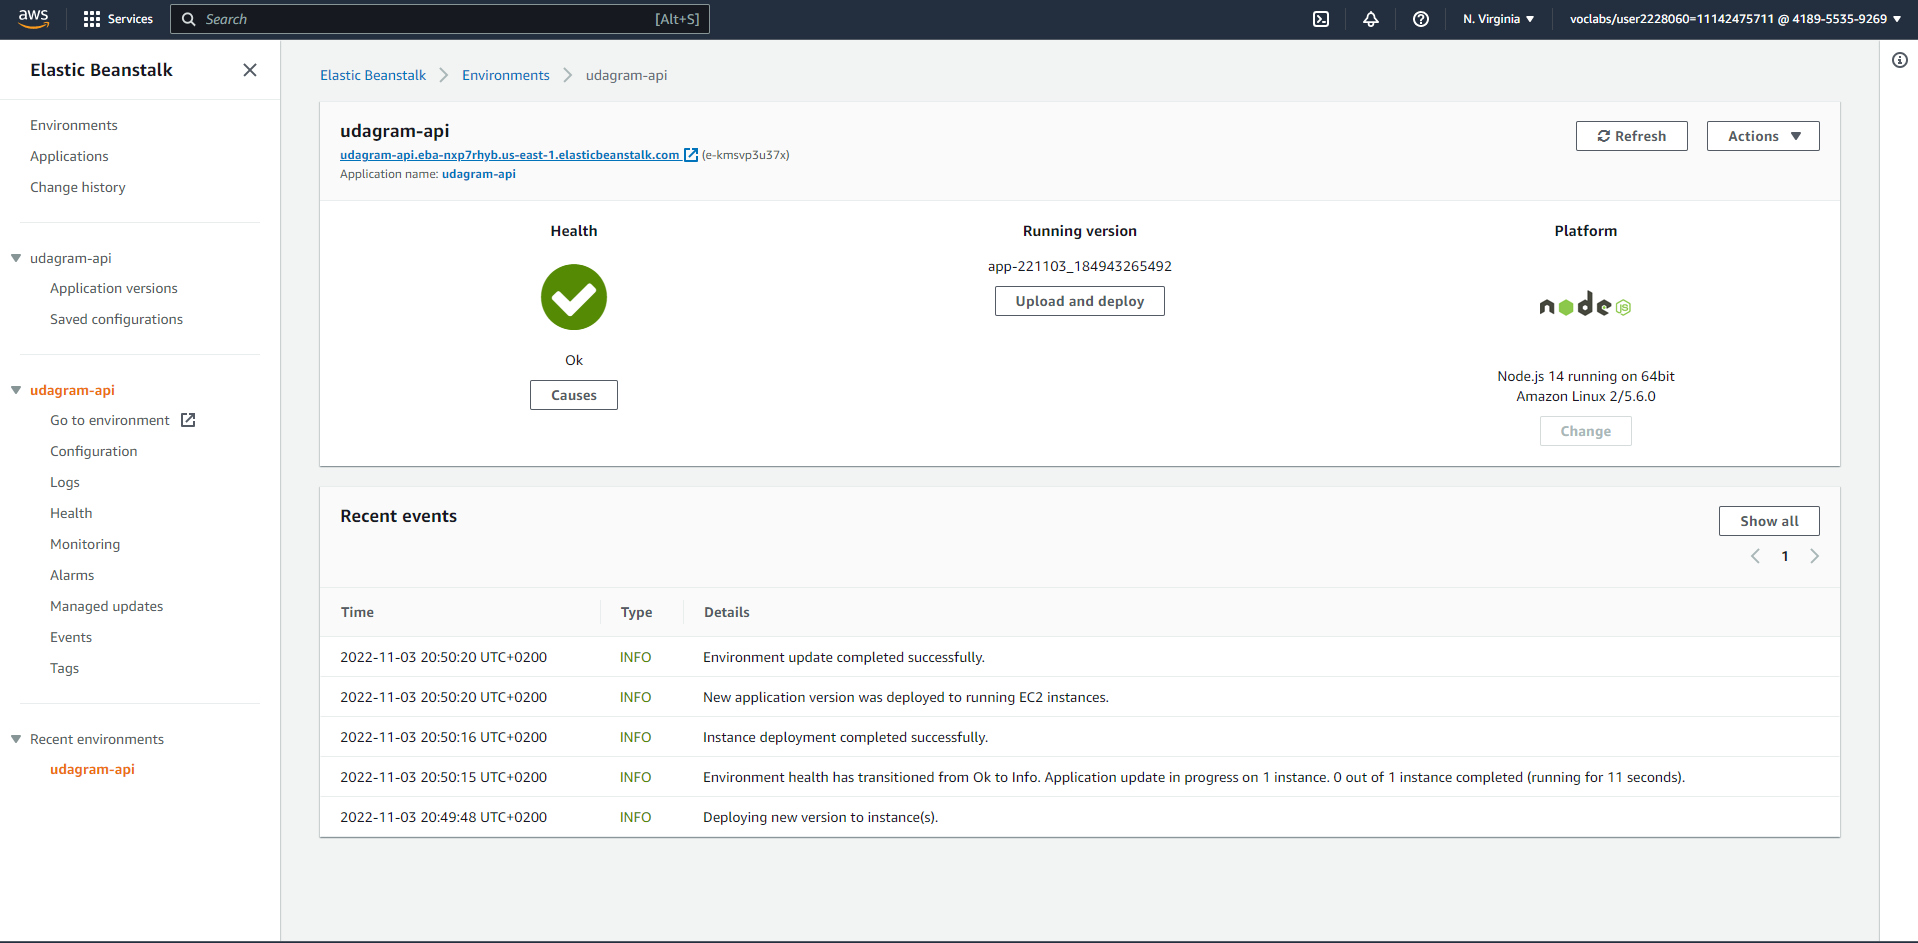 aws
Services
Search
[Alt+S]
N. Virginia
voclabs/user2228060=11142475711 @ 4189-5535-9269
Elastic Beanstalk
Environments
Applications
Change history
udagram-api
Application versions
Saved configurations
udagram-api
Go to environment
Configuration
Logs
Health
Monitoring
Alarms
Managed updates
Events
Tags
Recent environments
udagram-api
Elastic Beanstalk
Environments
udagram-api
udagram-api
udagram-api.eba-nxp7rhyb.us-east-1.elasticbeanstalk.com (e-kmsvp3u37x)
Application name: udagram-api
Refresh
Actions
Health
Ok
Causes
Running version
app-221103_184943265492
Upload and deploy
Platform
node JS
Node.js 14 running on 64bit
Amazon Linux 2/5.6.0
Change
Recent events
Show all
1
Time Type Details
2022-11-03 20:50:20 UTC+0200 INFO Environment update completed successfully.
2022-11-03 20:50:20 UTC+0200 INFO New application version was deployed to running EC2 instances.
2022-11-03 20:50:16 UTC+0200 INFO Instance deployment completed successfully.
2022-11-03 20:50:15 UTC+0200 INFO Environment health has transitioned from Ok to Info. Application update in progress on 1 instance. 0 out of 1 instance completed (running for 11 seconds).
2022-11-03 20:49:48 UTC+0200 INFO Deploying new version to instance(s).